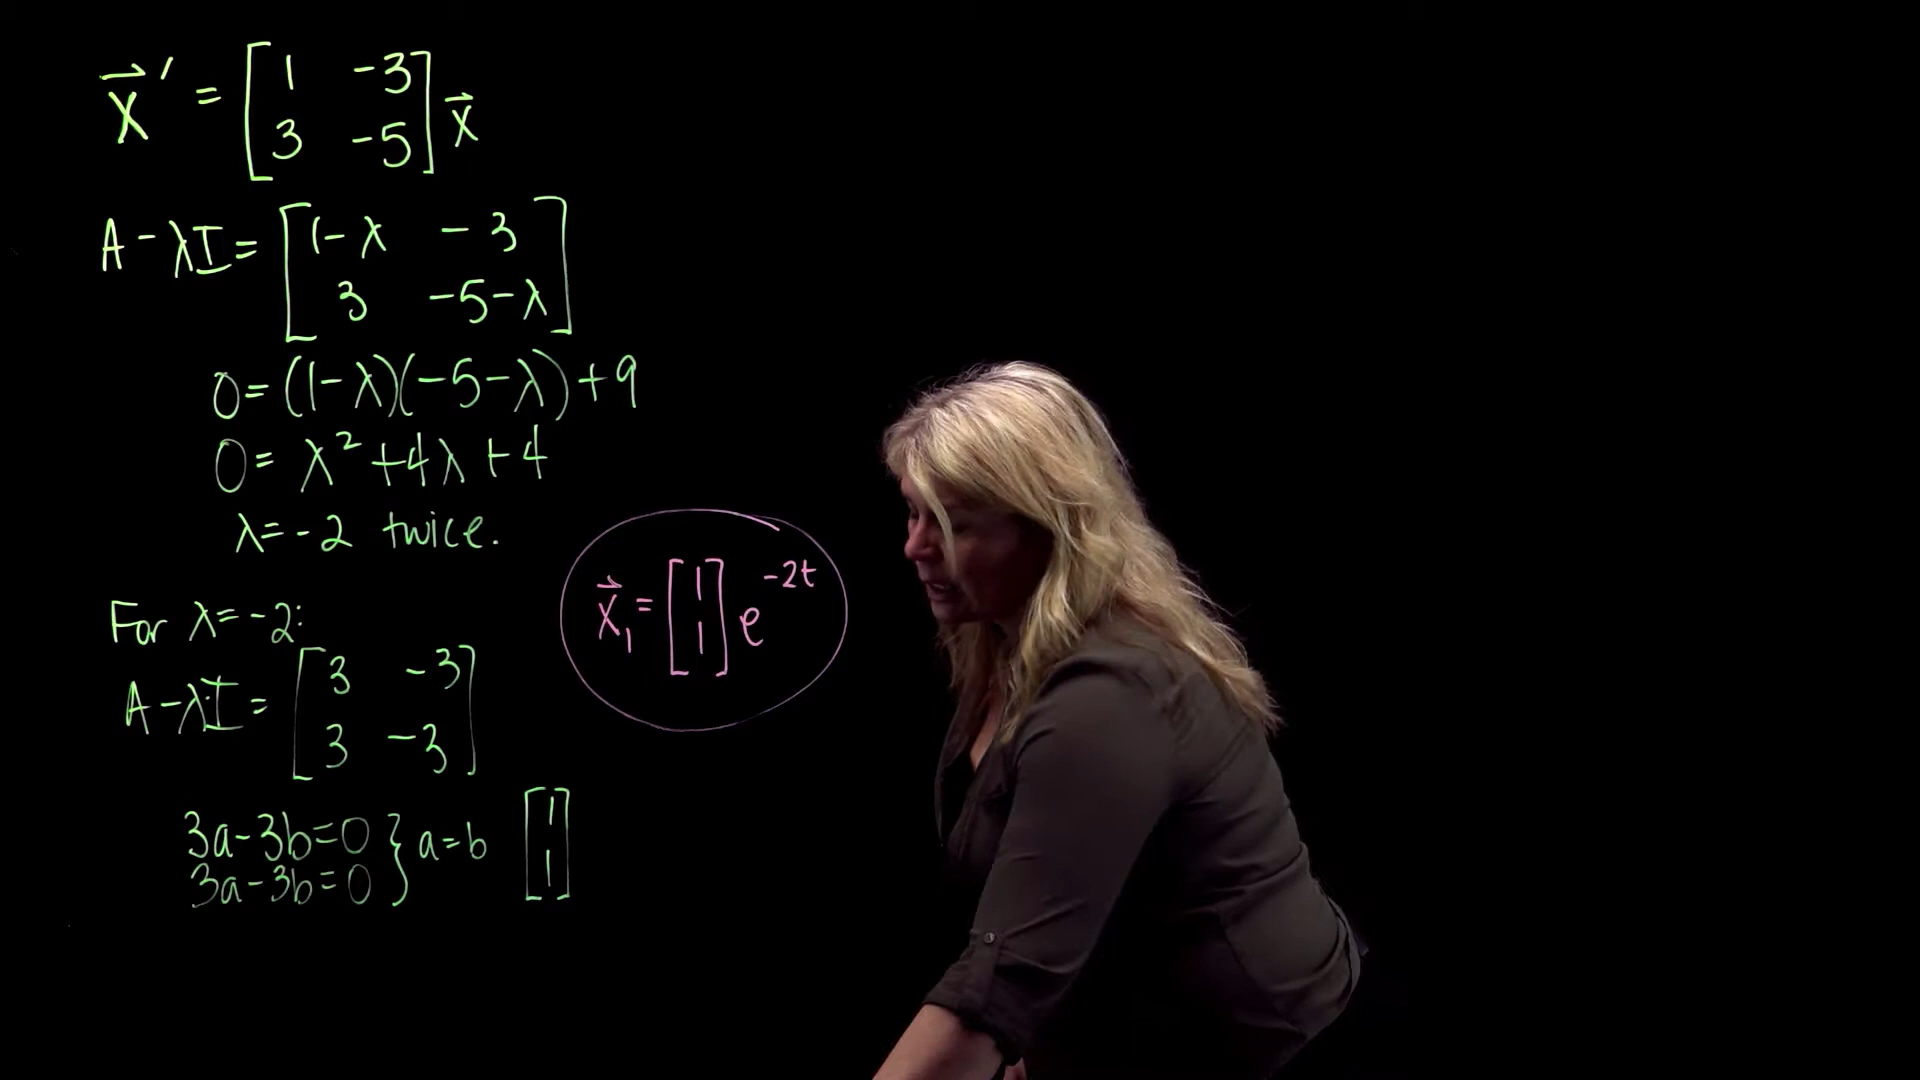 X⃗′ = [1 -3; 3 -5] X⃗
A - λI = [1-λ -3; 3 -5-λ]
0 = (1-λ)(-5-λ) + 9
0 = λ² + 4λ + 4
λ = -2 twice.
For λ = -2:
A - λI = [3 -3; 3 -3]
3a - 3b = 0
3a - 3b = 0 } a = b [1; 1]
X⃗₁ = [1; 1] e^(-2t)